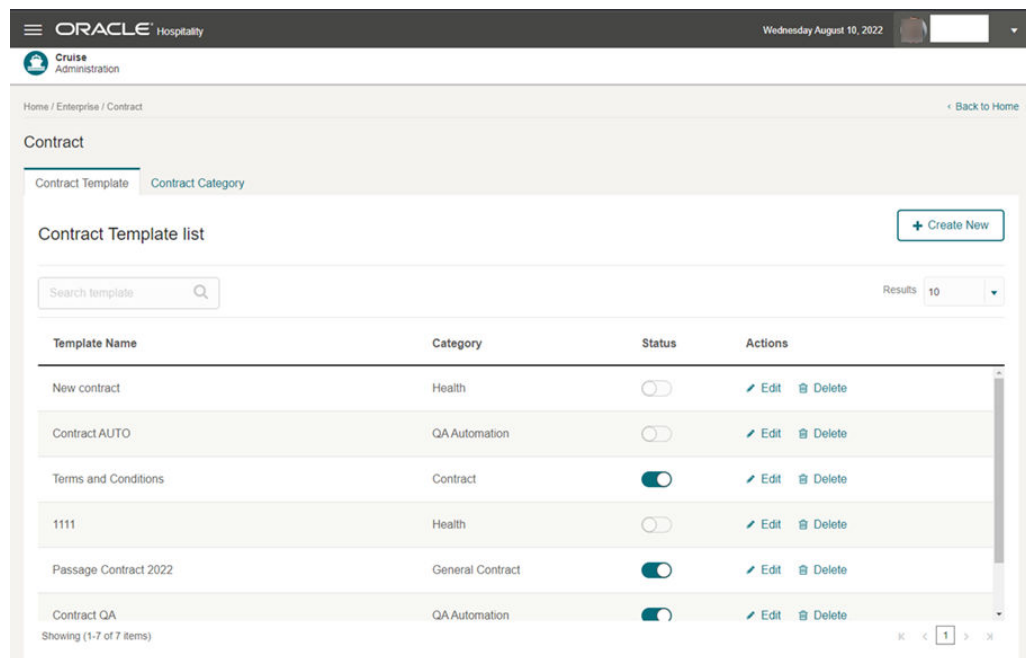 ORACLE Hospitality Wednesday August 10, 2022
Cruise
Administration
Home / Enterprise / Contract < Back to Home
Contract
Contract Template Contract Category
Contract Template list + Create New
Search template Results 10
Template Name Category Status Actions
New contract Health Edit Delete
Contract AUTO QA Automation Edit Delete
Terms and Conditions Contract Edit Delete
1111 Health Edit Delete
Passage Contract 2022 General Contract Edit Delete
Contract QA QA Automation Edit Delete
Showing (1-7 of 7 items) K < 1 > >|